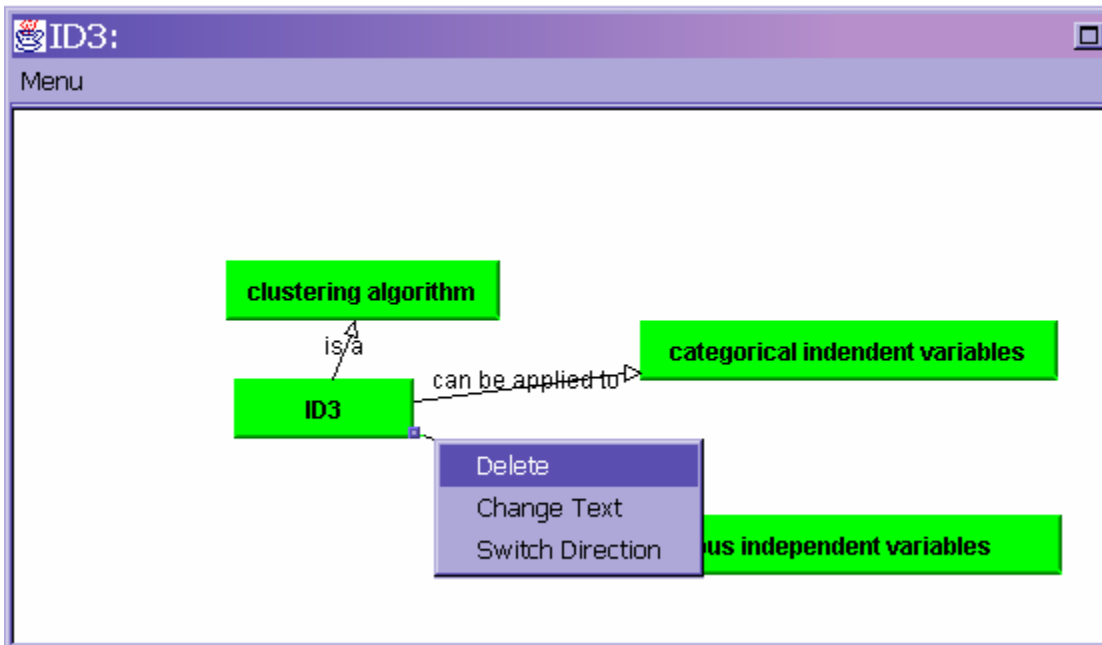 ID3:
Menu
clustering algorithm
is a
categorical indendent variables
can be applied to
ID3
Delete
Change Text
Switch Direction
independent variables